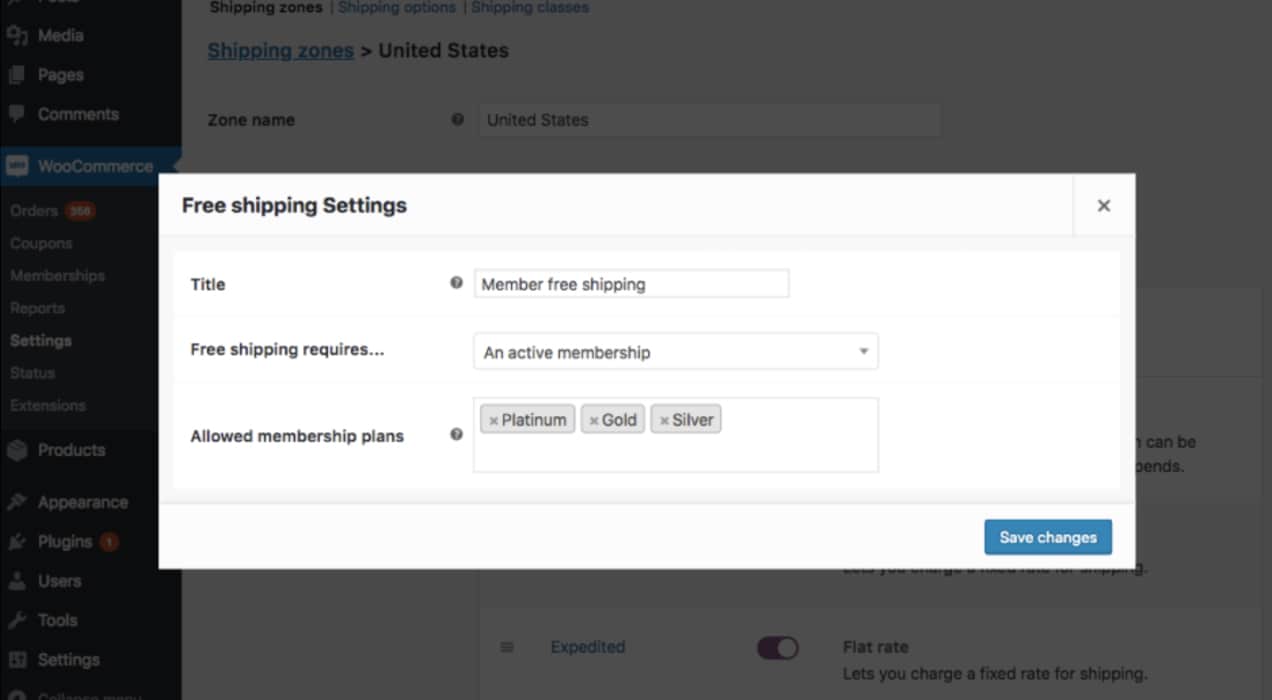 Posts
Media
Pages
Comments
WooCommerce
Orders 366
Coupons
Memberships
Reports
Settings
Status
Extensions
Products
Appearance
Plugins 1
Users
Tools
Settings
Collapse menu
Shipping zones | Shipping options | Shipping classes
Shipping zones > United States
Zone name
United States
Free shipping Settings
×
Title
Member free shipping
Free shipping requires...
An active membership
Allowed membership plans
× Platinum × Gold × Silver
Save changes
can be
Lets you charge a fixed rate for shipping.
Expedited
Flat rate
Lets you charge a fixed rate for shipping.